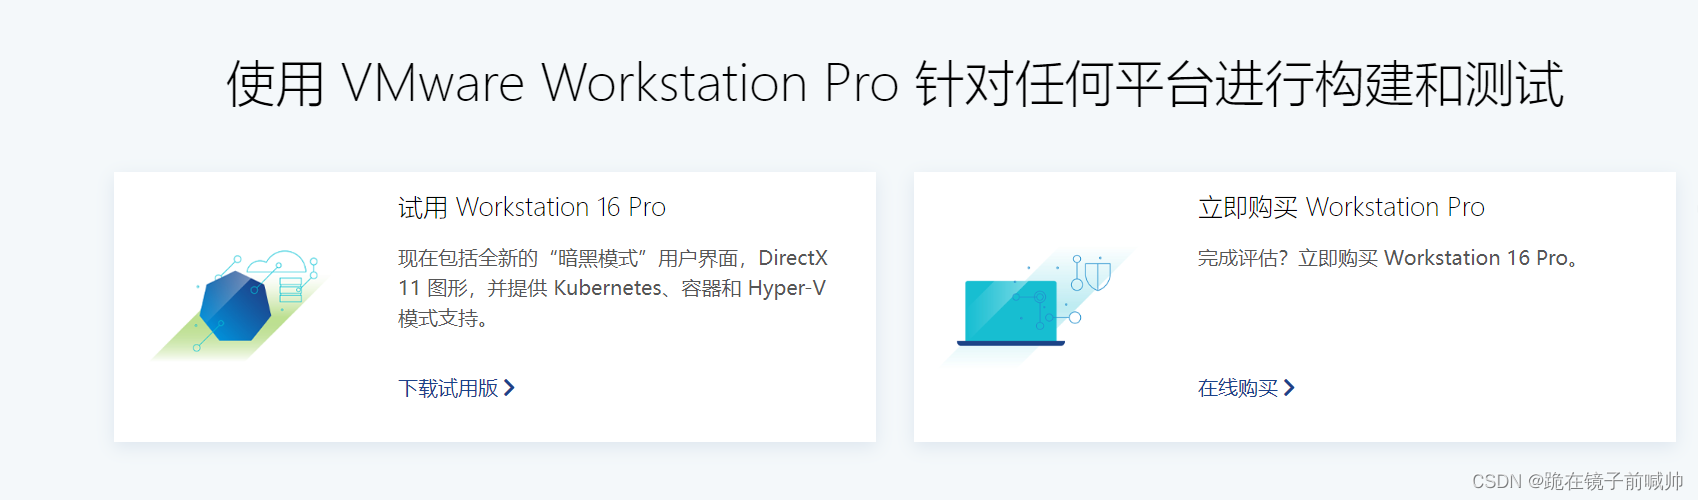 使用 VMware Workstation Pro 针对任何平台进行构建和测试
试用 Workstation 16 Pro
现在包括全新的“暗黑模式”用户界面，DirectX
11 图形，并提供 Kubernetes、容器和 Hyper-V
模式支持。
下载试用版
立即购买 Workstation Pro
完成评估？立即购买 Workstation 16 Pro。
在线购买
CSDN @跪在镜子前喊帅